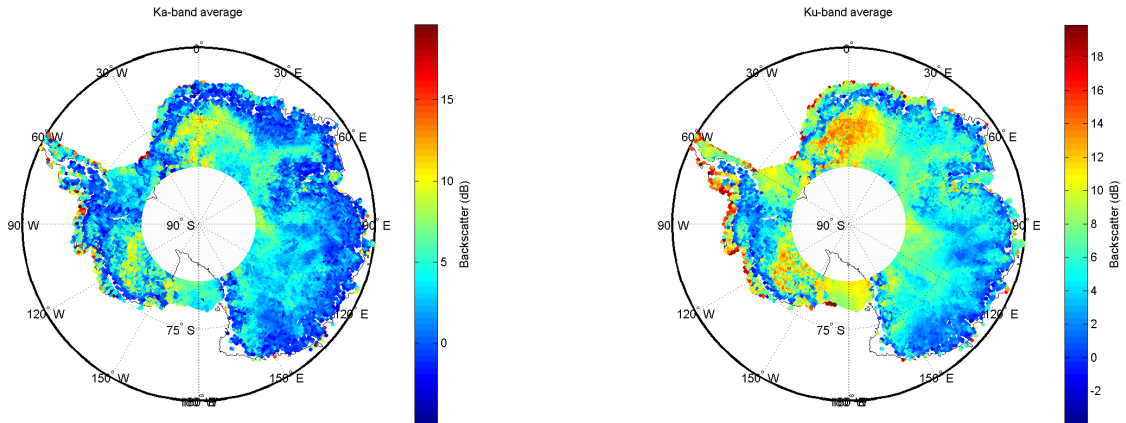 Ka-band average
0°
30° W
30° E
60° W
60° E
90° W
90° S
90° E
120° W
120° E
75° S
150° W
150° E
15
10
5
0
Backscatter (dB)
Ku-band average
0°
30° W
30° E
60° W
60° E
90° W
90° S
90° E
120° W
120° E
75° S
150° W
150° E
18
16
14
12
10
8
6
4
2
0
-2
Backscatter (dB)